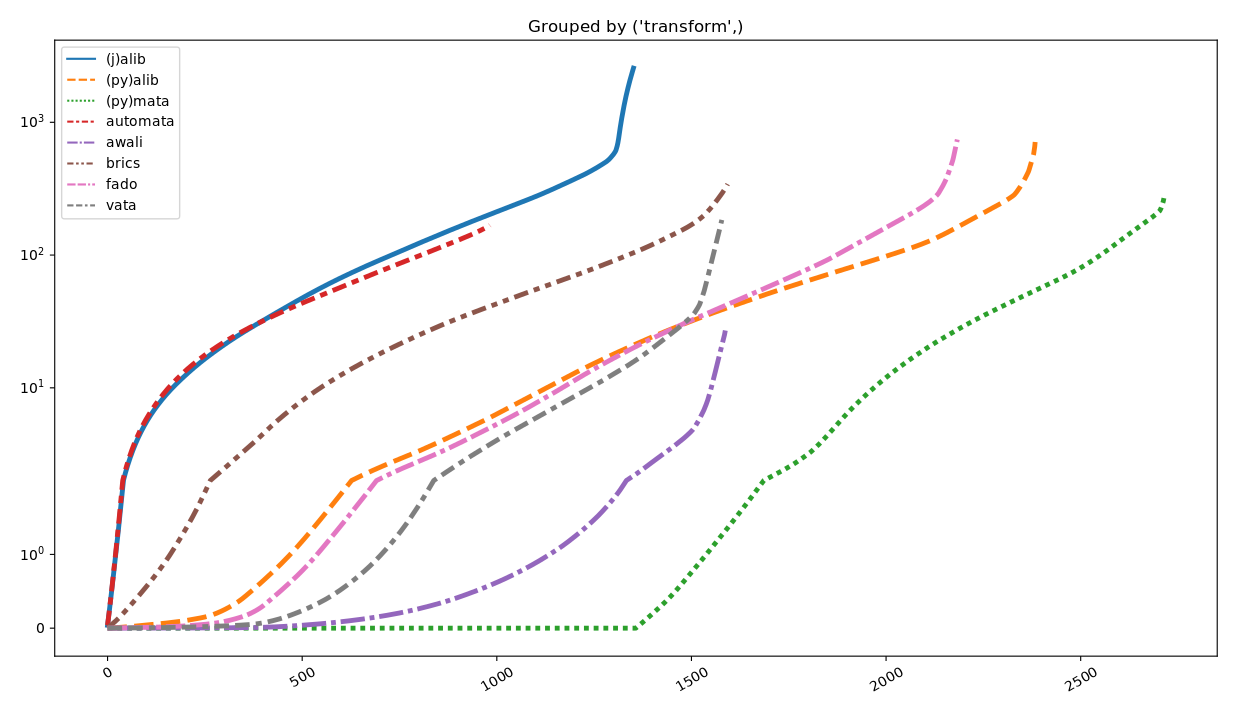 Grouped by ('transform',)
(j)alib
(py)alib
(py)mata
automata
awali
brics
fado
vata
10³
10²
10¹
10⁰
0
0 500 1000 1500 2000 2500